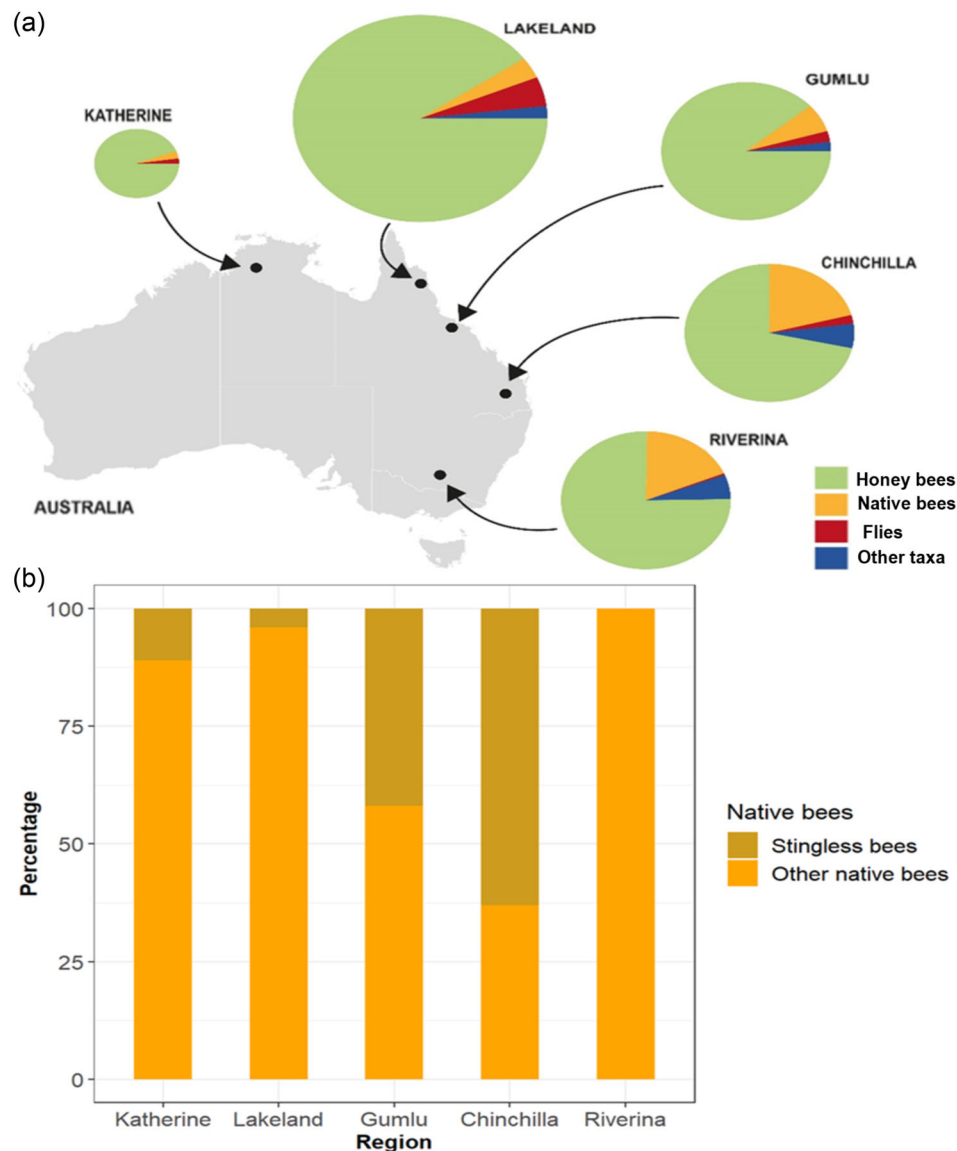 (a)
LAKELAND
GUMLU
KATHERINE
CHINCHILLA
RIVERINA
AUSTRALIA
Honey bees
Native bees
Flies
Other taxa
(b)
100
75
50
25
0
Percentage
Katherine Lakeland Gumlu Chinchilla Riverina
Region
Native bees
Stingless bees
Other native bees